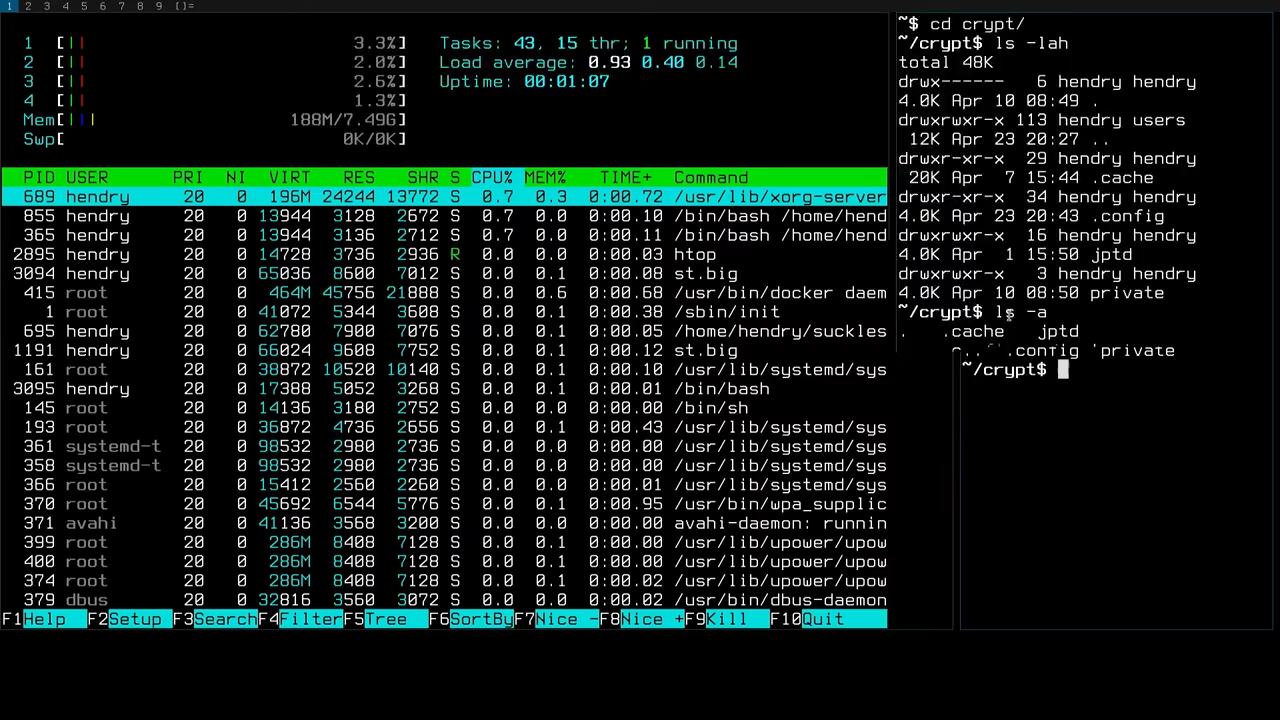 1 2 3 4 5 6 7 8 9 []=
1 [|| 3.3%]
2 [|| 2.0%]
3 [|| 2.6%]
4 [|| 1.3%]
Mem[||| 188M/7.49G]
Swp[ 0K/0K]
Tasks: 43, 15 thr; 1 running
Load average: 0.93 0.40 0.14
Uptime: 00:01:07
PID USER PRI NI VIRT RES SHR S CPU% MEM% TIME+ Command
689 hendry 20 0 196M 24244 13772 S 0.7 0.3 0:00.72 /usr/lib/xorg-server
855 hendry 20 0 13944 3128 2672 S 0.7 0.0 0:00.10 /bin/bash /home/hend
365 hendry 20 0 13944 3136 2712 S 0.7 0.0 0:00.11 /bin/bash /home/hend
2895 hendry 20 0 14728 3736 2936 R 0.0 0.0 0:00.03 htop
3094 hendry 20 0 65036 8600 7012 S 0.0 0.1 0:00.08 st.big
415 root 20 0 464M 45756 21888 S 0.0 0.6 0:00.68 /usr/bin/docker daem
1 root 20 0 41072 5344 3608 S 0.0 0.1 0:00.88 /sbin/init
695 hendry 20 0 62780 7900 7076 S 0.0 0.1 0:00.05 /home/hendry/suckles
1191 hendry 20 0 66024 9608 7108 S 0.0 0.1 0:00.12 st.big
161 root 20 0 38872 10520 10140 S 0.0 0.1 0:00.10 /usr/lib/systemd/sys
3095 hendry 20 0 17388 5052 3268 S 0.0 0.1 0:00.01 /bin/bash
145 root 20 0 14136 3180 2752 S 0.0 0.0 0:00.00 /bin/sh
193 root 20 0 36872 4736 2656 S 0.0 0.1 0:00.43 /usr/lib/systemd/sys
361 systemd-t 20 0 98532 2980 2736 S 0.0 0.0 0:00.00 /usr/lib/systemd/sys
358 systemd-t 20 0 98532 2980 2736 S 0.0 0.0 0:00.00 /usr/lib/systemd/sys
366 root 20 0 15412 2560 2260 S 0.0 0.0 0:00.01 /usr/lib/systemd/sys
370 root 20 0 45692 6544 5776 S 0.0 0.1 0:00.95 /usr/bin/wpa_supplic
371 avahi 20 0 41136 3568 3200 S 0.0 0.0 0:00.00 avahi-daemon: runnin
399 root 20 0 286M 8408 7128 S 0.0 0.1 0:00.00 /usr/lib/upower/upow
400 root 20 0 286M 8408 7128 S 0.0 0.1 0:00.00 /usr/lib/upower/upow
374 root 20 0 286M 8408 7128 S 0.0 0.1 0:00.02 /usr/lib/upower/upow
379 dbus 20 0 32816 3560 3072 S 0.0 0.0 0:00.02 /usr/bin/dbus-daemon
F1Help F2Setup F3SearchF4FilterF5Tree F6SortByF7Nice -F8Nice +F9Kill F10Quit
~$ cd crypt/
~/crypt$ ls -lah
total 48K
drwx------ 6 hendry hendry
4.0K Apr 10 08:49 .
drwxrwxr-x 113 hendry users
12K Apr 23 20:27 ..
drwxrwxr-x 29 hendry hendry
20K Apr 7 15:44 .cache
drwxrwxr-x 34 hendry hendry
4.0K Apr 23 20:43 .config
drwxrwxr-x 16 hendry hendry
4.0K Apr 1 15:50 jptd
drwxrwxr-x 3 hendry hendry
4.0K Apr 10 08:50 private
~/crypt$ ls -a
. .cache jptd
.config private
~/crypt$